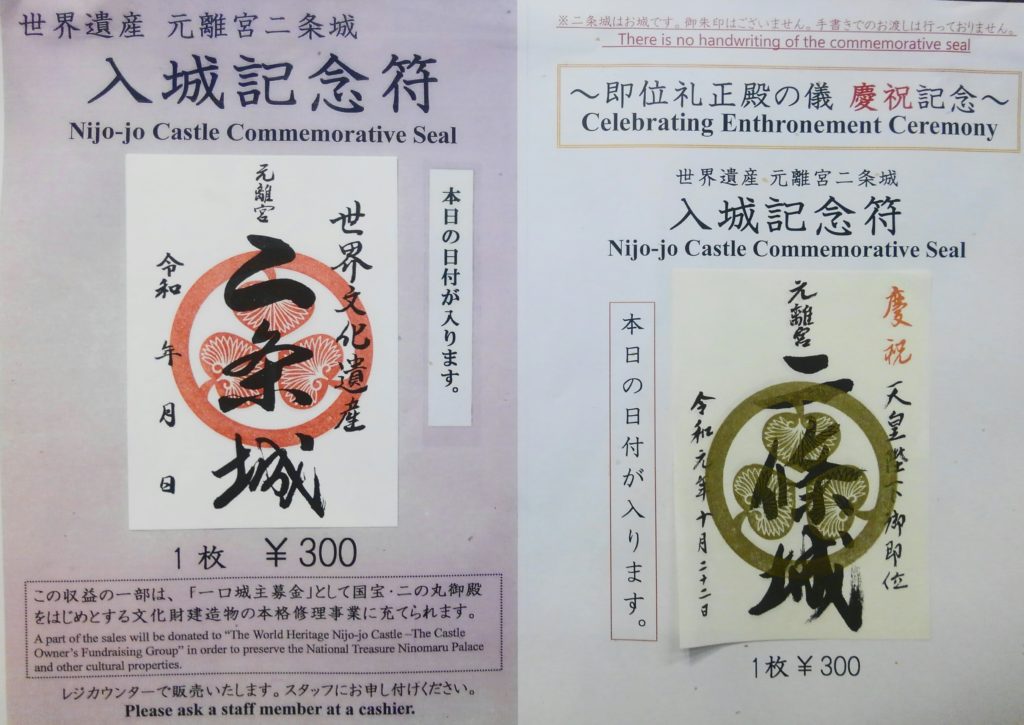 世界遺産 元離宮二条城
入城記念符
Nijo-jo Castle Commemorative Seal
世界文化遺産
元離宮
二条城
令和 年 月 日
本日の日付が入ります。
1枚 ￥300
この収益の一部は、「一口城主募金」として国宝・二の丸御殿
をはじめとする文化財建造物の本格修理事業に充てられます。
A part of the sales will be donated to “The World Heritage Nijo-jo Castle –The Castle
Owner’s Fundraising Group” in order to preserve the National Treasure Ninomaru Palace
and other cultural properties.
レジカウンターで販売いたします。スタッフにお申し付けください。
Please ask a staff member at a cashier.
※二条城はお城です。御朱印はございません。手書きでのお渡しは行っておりません。
There is no handwriting of the commemorative seal
～即位礼正殿の儀 慶祝記念～
Celebrating Enthronement Ceremony
世界遺産 元離宮二条城
入城記念符
Nijo-jo Castle Commemorative Seal
慶祝
天皇陛下御即位
元離宮
二條城
令和元年十月二十二日
本日の日付が入ります。
1枚￥300